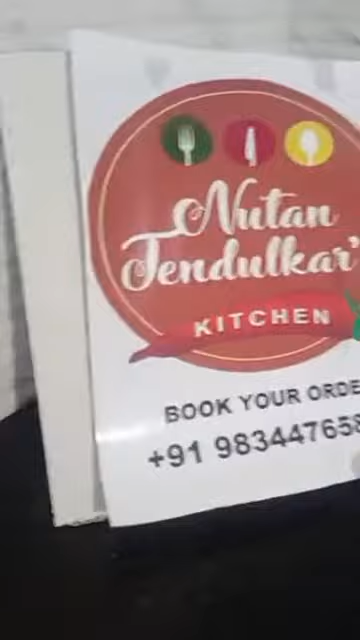 Nutan
Tendulkar'
KITCHEN
BOOK YOUR ORDE
+91 983447658